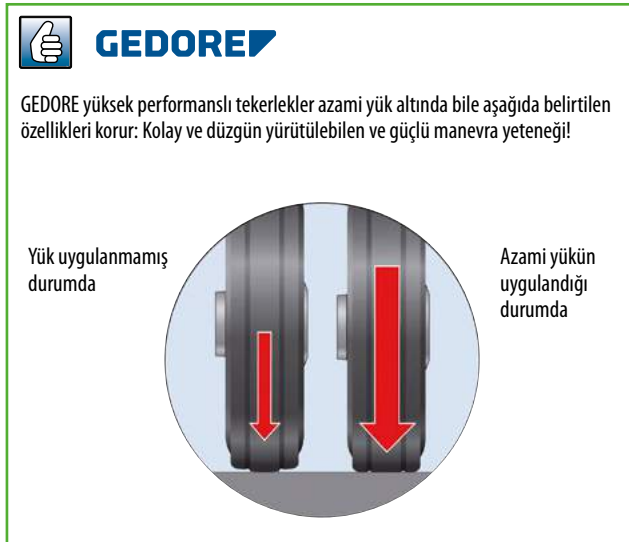 GEDORE
GEDORE yüksek performanslı tekerlekler azami yük altında bile aşağıda belirtilen
özellikleri korur: Kolay ve düzgün yürütülebilen ve güçlü manevra yeteneği!
Yük uygulanmamış
durumda
Azami yükün
uygulandığı
durumda